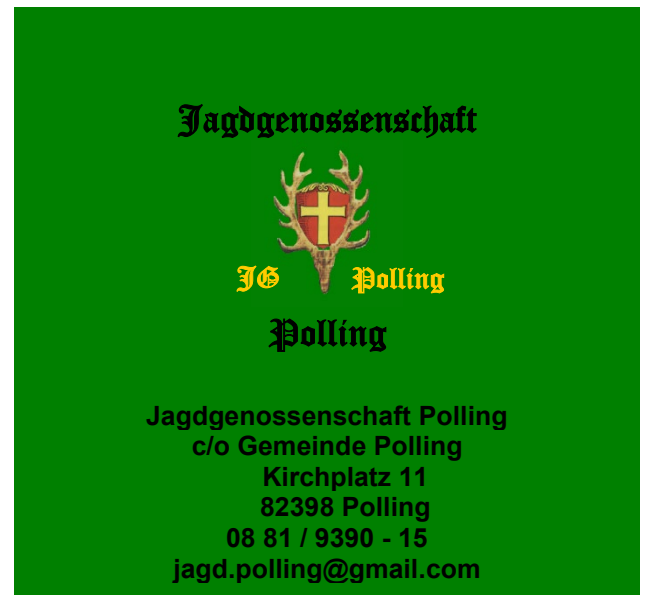 Jagdgenossenschaft
JG Polling
Polling
Jagdgenossenschaft Polling
c/o Gemeinde Polling
Kirchplatz 11
82398 Polling
08 81 / 9390 - 15
jagd.polling@gmail.com